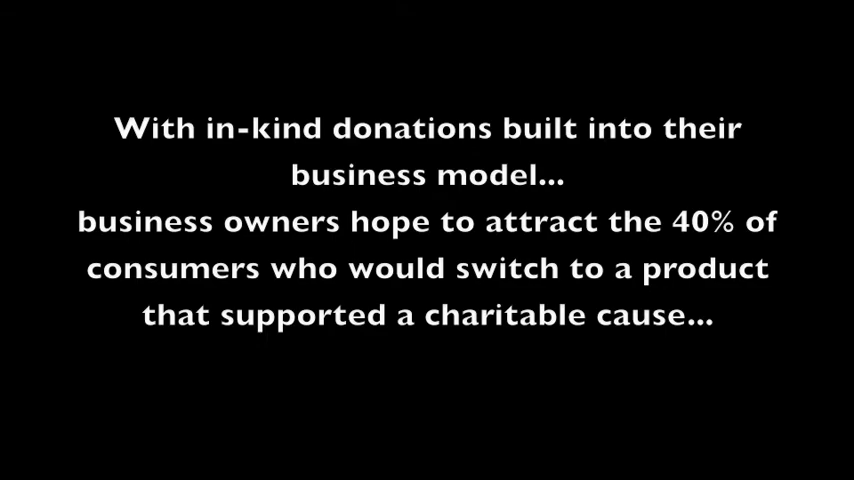 With in-kind donations built into their
business model...
business owners hope to attract the 40% of
consumers who would switch to a product
that supported a charitable cause...